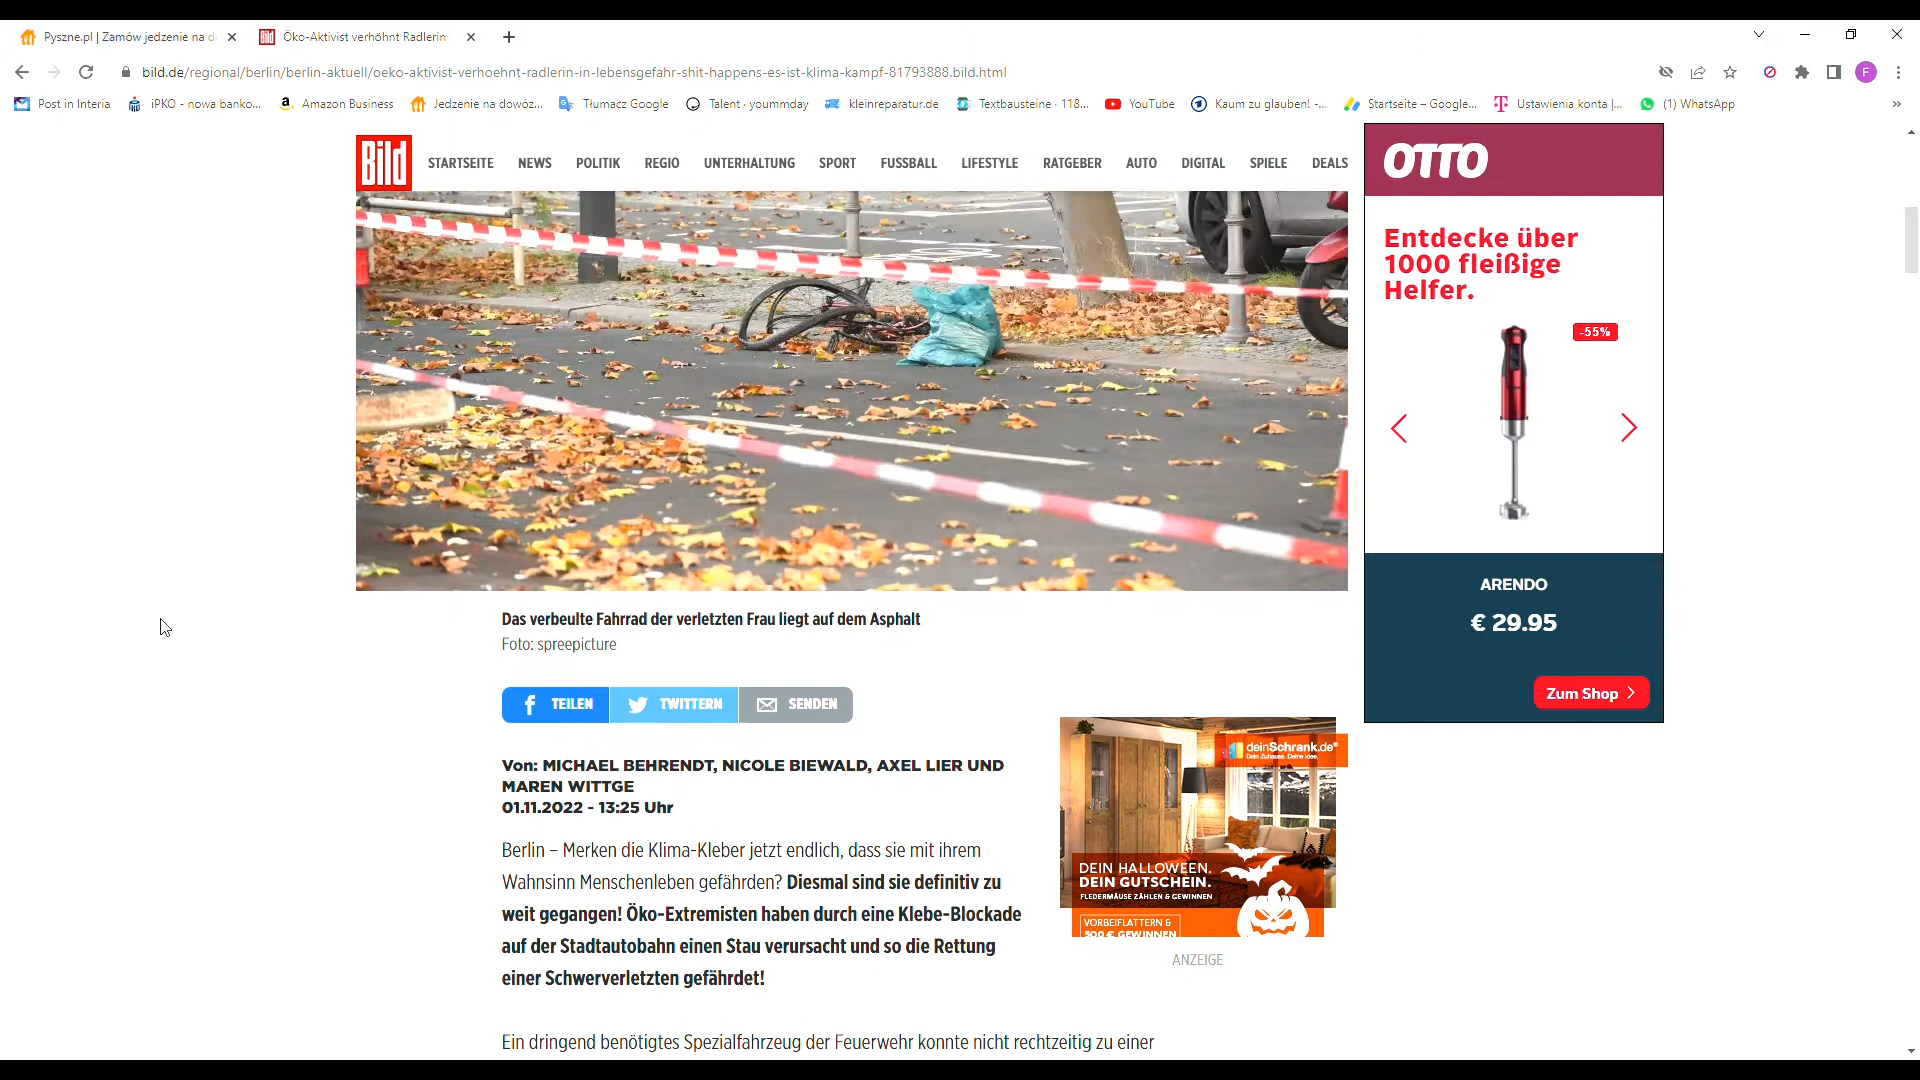 Pyszne.pl | Zamów jedzenie na d
Öko-Aktivist verhöhnt Radlerin
bild.de/regional/berlin/berlin-aktuell/oeko-aktivist-verhoehnt-radlerin-in-lebensgefahr-shit-happens-es-ist-klima-kampf-81793888.bild.html
F
Post in Interia
iPKO - nowa banko...
Amazon Business
Jedzenie na dowóz...
Tłumacz Google
Talent · yoummday
kleinreparatur.de
Textbausteine · 118...
YouTube
Kaum zu glauben! -...
Startseite – Google...
Ustawienia konta |...
(1) WhatsApp
Bild
STARTSEITE NEWS POLITIK REGIO UNTERHALTUNG SPORT FUSSBALL LIFESTYLE RATGEBER AUTO DIGITAL SPIELE DEALS
OTTO
Entdecke über
1000 fleißige
Helfer.
-55%
ARENDO
€ 29.95
Zum Shop
Das verbeulte Fahrrad der verletzten Frau liegt auf dem Asphalt
Foto: spreepicture
TEILEN
TWITTERN
SENDEN
Von: MICHAEL BEHRENDT, NICOLE BIEWALD, AXEL LIER UND
MAREN WITTGE
01.11.2022 - 13:25 Uhr
Berlin – Merken die Klima-Kleber jetzt endlich, dass sie mit ihrem
Wahnsinn Menschenleben gefährden? Diesmal sind sie definitiv zu
weit gegangen! Öko-Extremisten haben durch eine Klebe-Blockade
auf der Stadtautobahn einen Stau verursacht und so die Rettung
einer Schwerverletzten gefährdet!
deinSchrank.de
Dein Zuhause. Deine Idee.
DEIN HALLOWEEN.
DEIN GUTSCHEIN.
FLEDERMÄUSE ZÄHLEN & GEWINNEN
VORBEIFLATTERN &
500 € GEWINNEN
ANZEIGE
Ein dringend benötigtes Spezialfahrzeug der Feuerwehr konnte nicht rechtzeitig zu einer